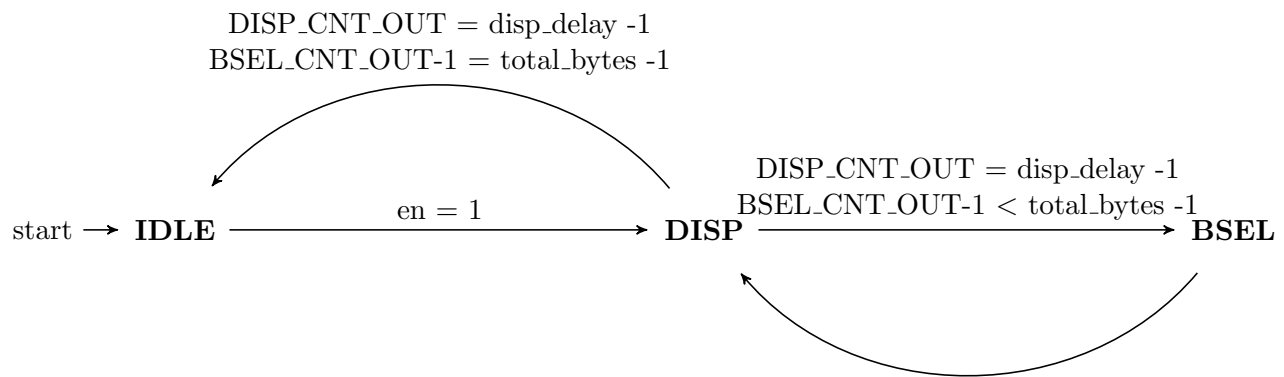 DISP_CNT_OUT = disp_delay -1
BSEL_CNT_OUT-1 = total_bytes -1
DISP_CNT_OUT = disp_delay -1
BSEL_CNT_OUT-1 < total_bytes -1
en = 1
start
IDLE
DISP
BSEL